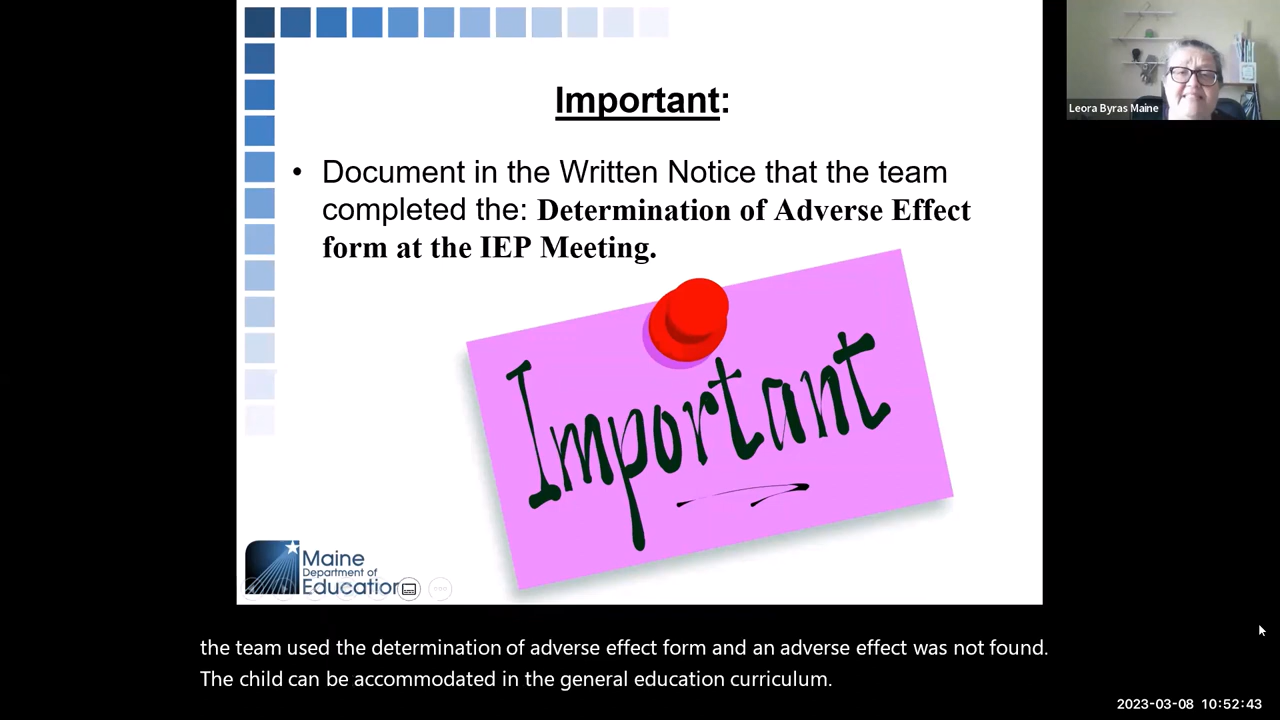 Important:
• Document in the Written Notice that the team
completed the: Determination of Adverse Effect
form at the IEP Meeting.
Important
Maine
Department of
Education
Leora Byras Maine
the team used the determination of adverse effect form and an adverse effect was not found.
The child can be accommodated in the general education curriculum.
2023-03-08 10:52:43